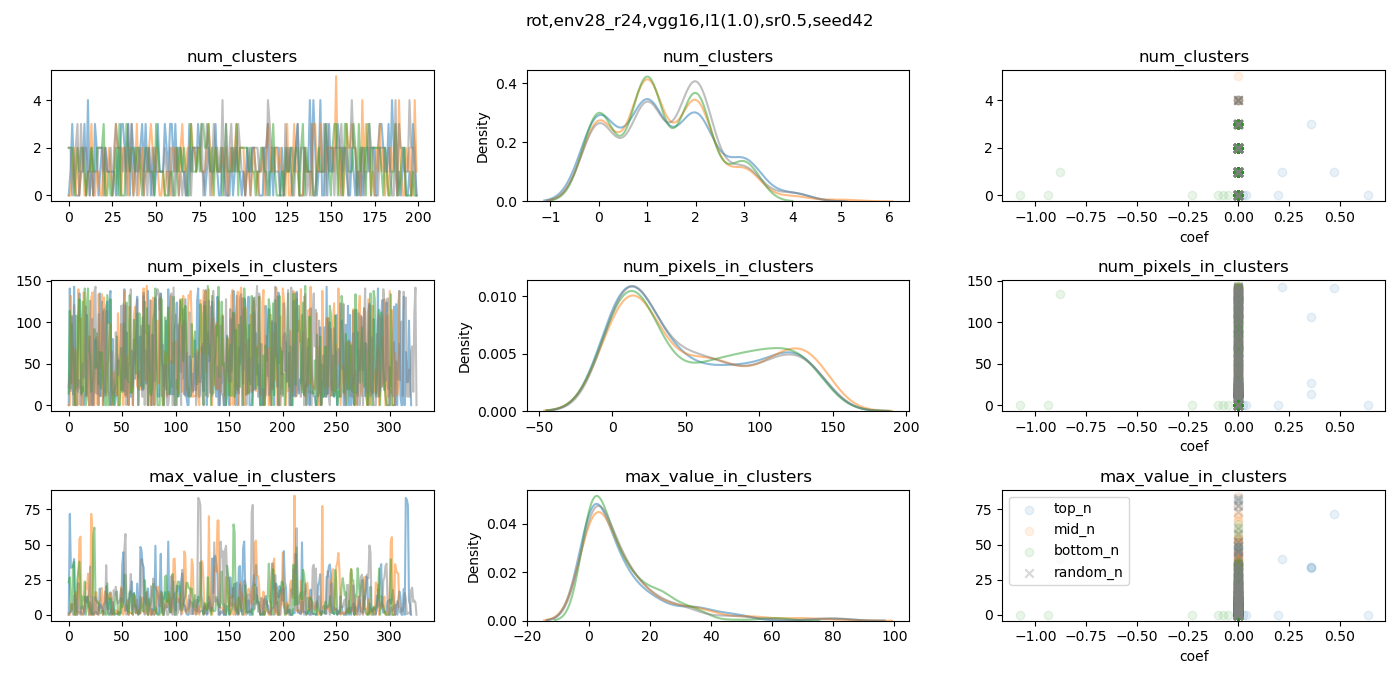 rot,env28_r24,vgg16,l1(1.0),sr0.5,seed42
num_clusters
num_clusters
num_clusters
4
2
0
0 25 50 75 100 125 150 175 200
Density
0.4
0.2
0.0
−1 0 1 2 3 4 5 6
4
2
0
−1.00 −0.75 −0.50 −0.25 0.00 0.25 0.50
coef
num_pixels_in_clusters
num_pixels_in_clusters
num_pixels_in_clusters
150
100
50
0
0 50 100 150 200 250 300
Density
0.010
0.005
0.000
−50 0 50 100 150 200
150
100
50
0
−1.00 −0.75 −0.50 −0.25 0.00 0.25 0.50
coef
max_value_in_clusters
max_value_in_clusters
max_value_in_clusters
75
50
25
0
0 50 100 150 200 250 300
Density
0.04
0.02
0.00
−20 0 20 40 60 80 100
75
50
25
0
top_n
mid_n
bottom_n
random_n
−1.00 −0.75 −0.50 −0.25 0.00 0.25 0.50
coef